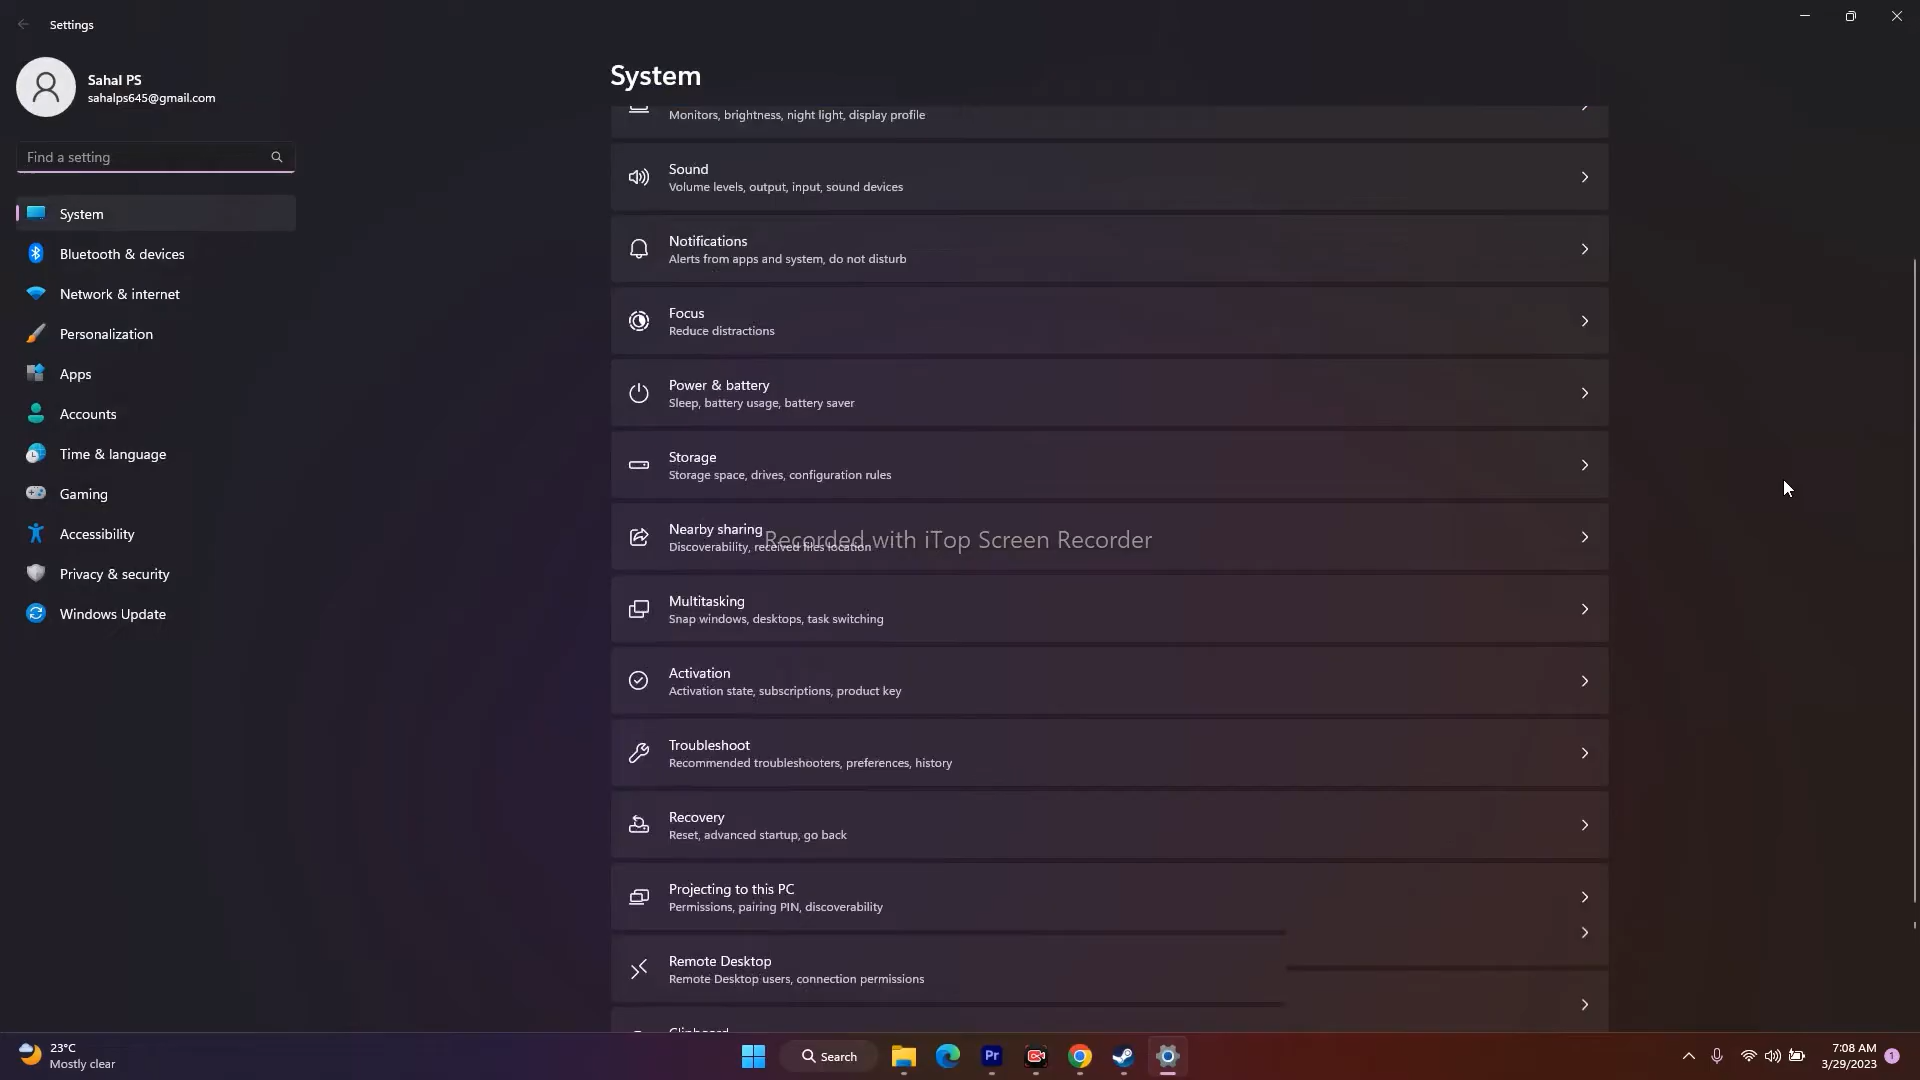 Settings
Sahal PS
sahalps645@gmail.com
Find a setting
System
Bluetooth & devices
Network & internet
Personalization
Apps
Accounts
Time & language
Gaming
Accessibility
Privacy & security
Windows Update
System
Monitors, brightness, night light, display profile
Sound
Volume levels, output, input, sound devices
Notifications
Alerts from apps and system, do not disturb
Focus
Reduce distractions
Power & battery
Sleep, battery usage, battery saver
Storage
Storage space, drives, configuration rules
Nearby sharing
Discoverability, received files location
Recorded with iTop Screen Recorder
Multitasking
Snap windows, desktops, task switching
Activation
Activation state, subscriptions, product key
Troubleshoot
Recommended troubleshooters, preferences, history
Recovery
Reset, advanced startup, go back
Projecting to this PC
Permissions, pairing PIN, discoverability
Remote Desktop
Remote Desktop users, connection permissions
Clipboard
23°C
Mostly clear
Search
Pr
7:08 AM
3/29/2023
1